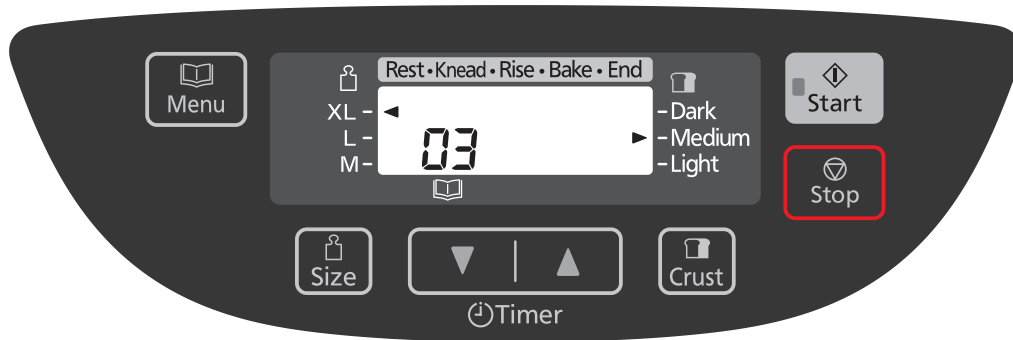 Menu
Rest • Knead • Rise • Bake • End
XL
L
M
03
Dark
Medium
Light
Start
Stop
Size
Timer
Crust